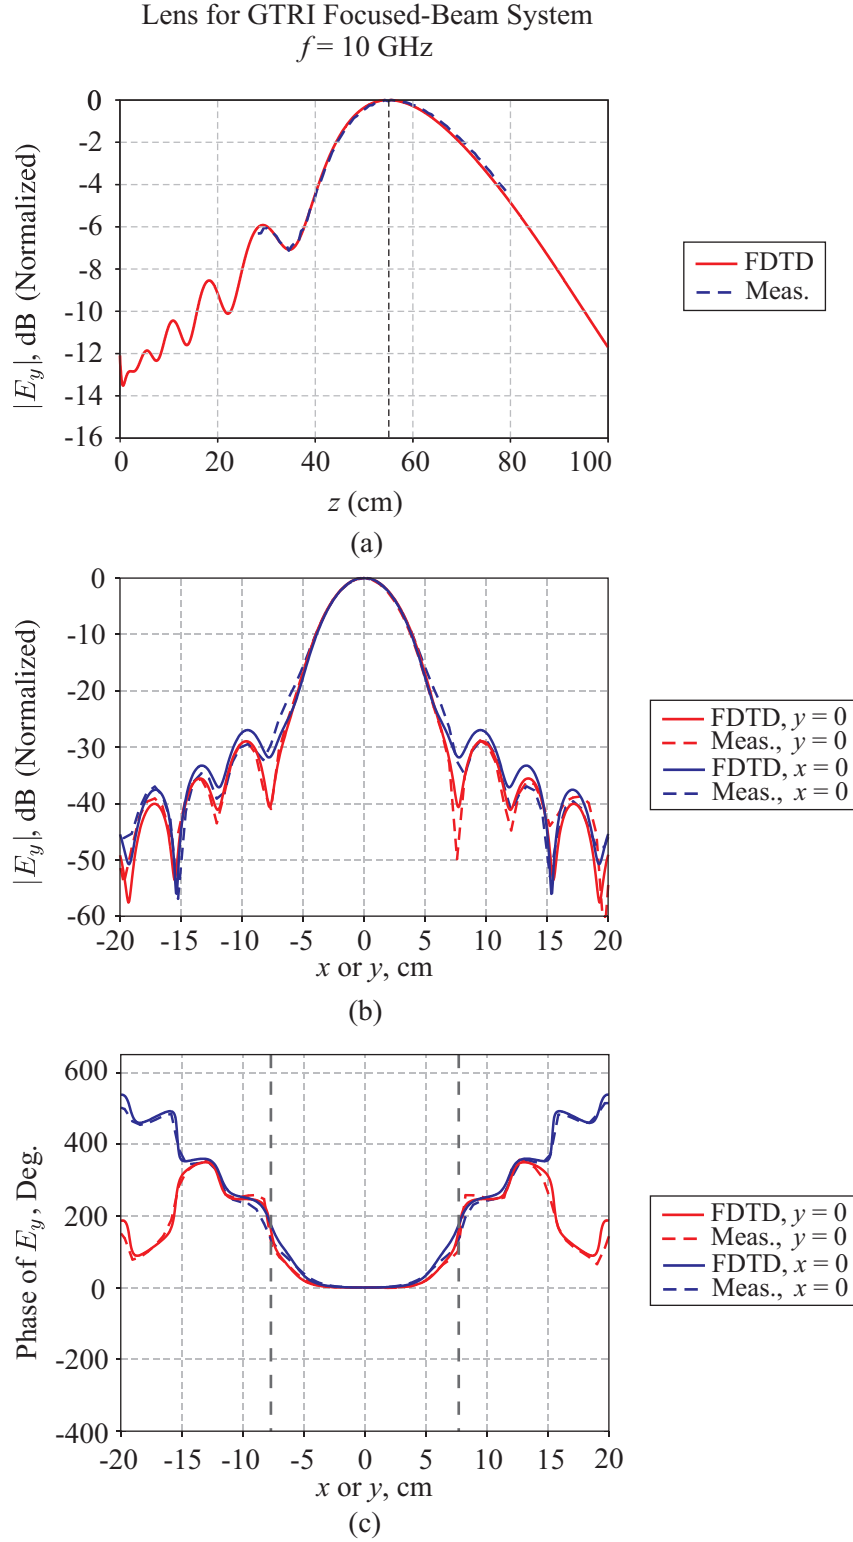 Lens for GTRI Focused-Beam System
f = 10 GHz
|E_y|, dB (Normalized)
0
-2
-4
-6
-8
-10
-12
-14
-16
0 20 40 60 80 100
z (cm)
(a)
FDTD
Meas.
|E_y|, dB (Normalized)
0
-10
-20
-30
-40
-50
-60
-20 -15 -10 -5 0 5 10 15 20
x or y, cm
(b)
FDTD, y = 0
Meas., y = 0
FDTD, x = 0
Meas., x = 0
Phase of E_y, Deg.
600
400
200
0
-200
-400
-20 -15 -10 -5 0 5 10 15 20
x or y, cm
(c)
FDTD, y = 0
Meas., y = 0
FDTD, x = 0
Meas., x = 0